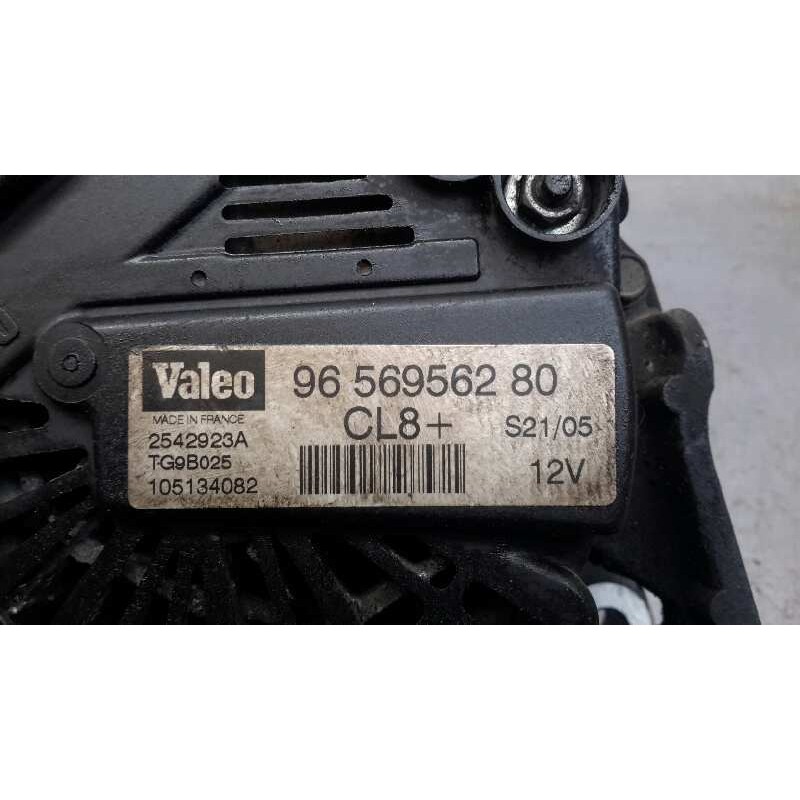 Valeo
MADE IN FRANCE
2542923A
TG9B025
105134082
96 569562 80
CL8+
S21/05
12V